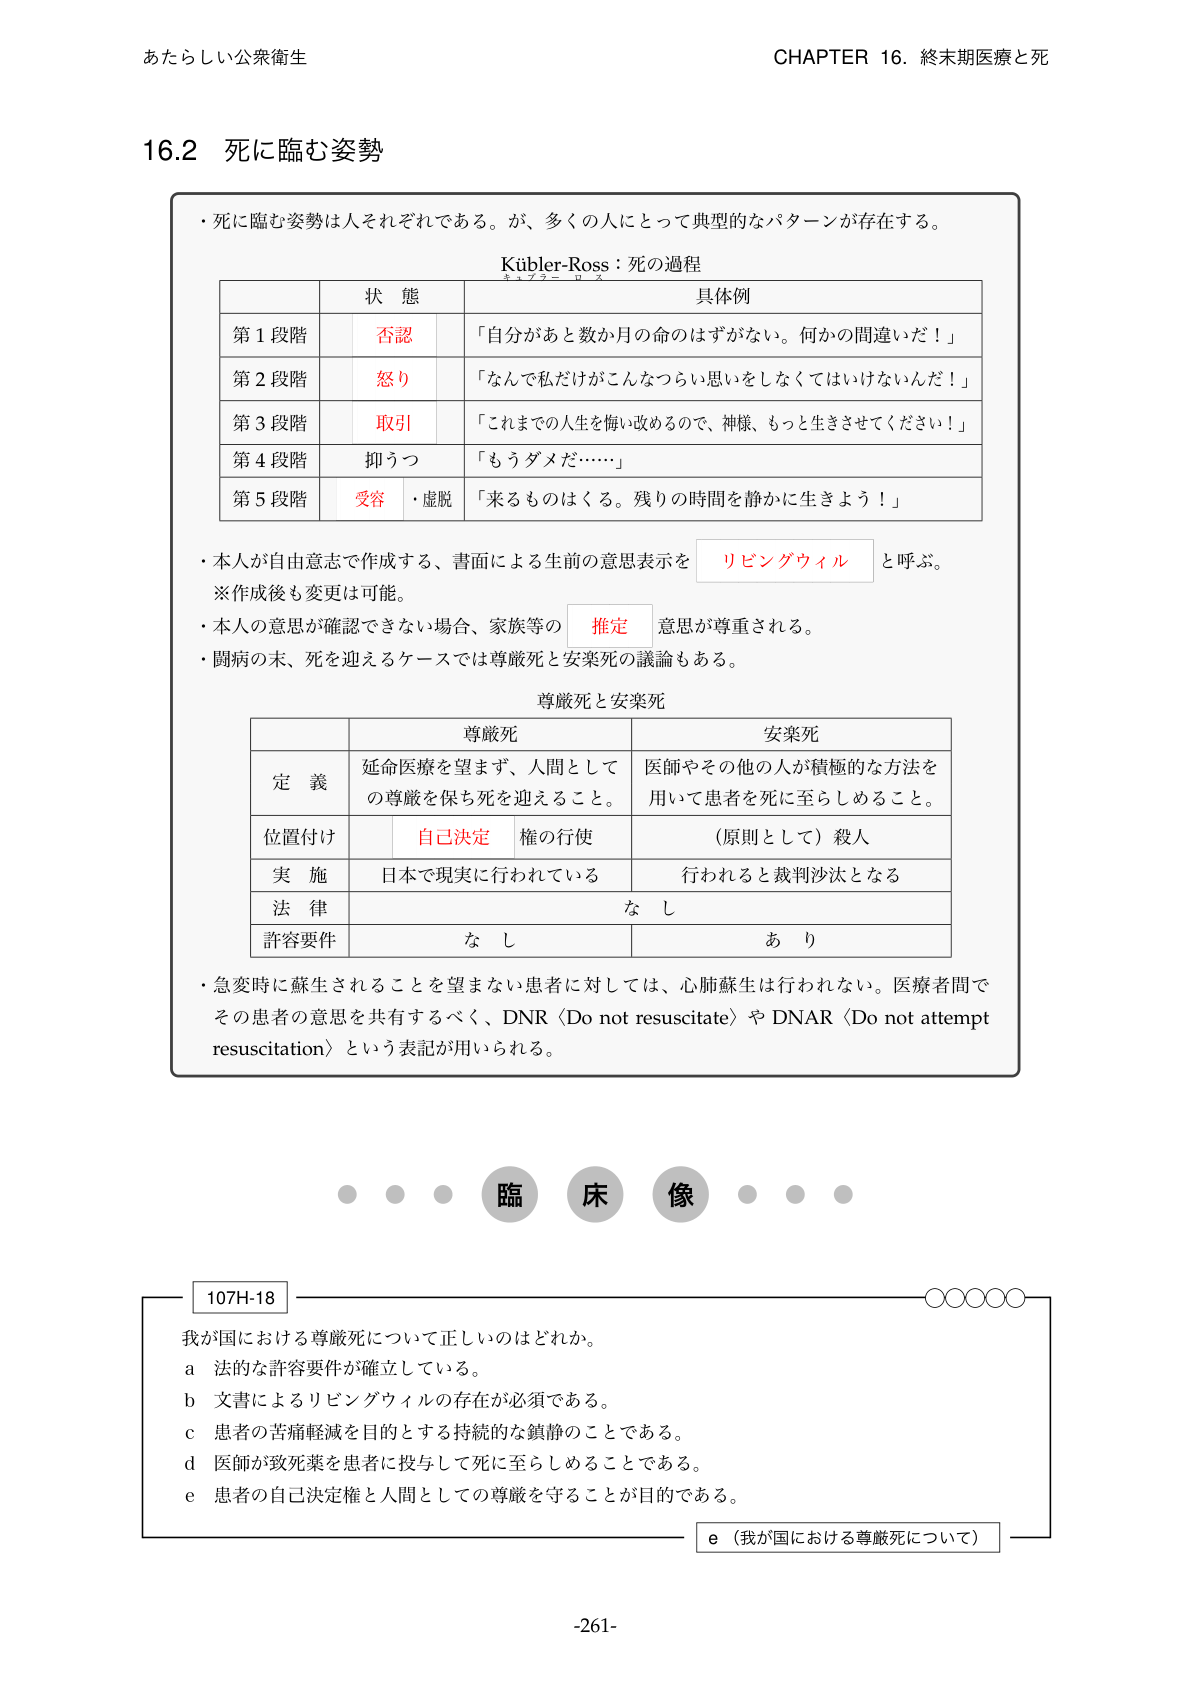 あたらしい公衆衛生
CHAPTER 16. 終末期医療と死
16.2 死に臨む姿勢
・死に臨む姿勢は人それぞれである。が、多くの人にとって典型的なパターンが存在する。
Kübler-Ross：死の過程
キュブラー ロス
状 態 具体例
第 1 段階 否認 「自分があと数か月の命のはずがない。何かの間違いだ！」
第 2 段階 怒り 「なんで私だけがこんなつらい思いをしなくてはいけないんだ！」
第 3 段階 取引 「これまでの人生を悔い改めるので、神様、もっと生きさせてください！」
第 4 段階 抑うつ 「もうダメだ……」
第 5 段階 受容 ・虚脱 「来るものはくる。残りの時間を静かに生きよう！」
・本人が自由意志で作成する、書面による生前の意思表示を リビングウィル と呼ぶ。
※作成後も変更は可能。
・本人の意思が確認できない場合、家族等の 推定 意思が尊重される。
・闘病の末、死を迎えるケースでは尊厳死と安楽死の議論もある。
尊厳死と安楽死
尊厳死 安楽死
定 義 延命医療を望まず、人間として の尊厳を保ち死を迎えること。 医師やその他の人が積極的な方法を 用いて患者を死に至らしめること。
位置付け 自己決定 権の行使 （原則として）殺人
実 施 日本で現実に行われている 行われると裁判沙汰となる
法 律 な し
許容要件 な し あ り
・急変時に蘇生されることを望まない患者に対しては、心肺蘇生は行われない。医療者間で
その患者の意思を共有するべく、DNR〈Do not resuscitate〉や DNAR〈Do not attempt
resuscitation〉という表記が用いられる。
臨 床 像
107H-18
我が国における尊厳死について正しいのはどれか。
a 法的な許容要件が確立している。
b 文書によるリビングウィルの存在が必須である。
c 患者の苦痛軽減を目的とする持続的な鎮静のことである。
d 医師が致死薬を患者に投与して死に至らしめることである。
e 患者の自己決定権と人間としての尊厳を守ることが目的である。
e （我が国における尊厳死について）
-261-